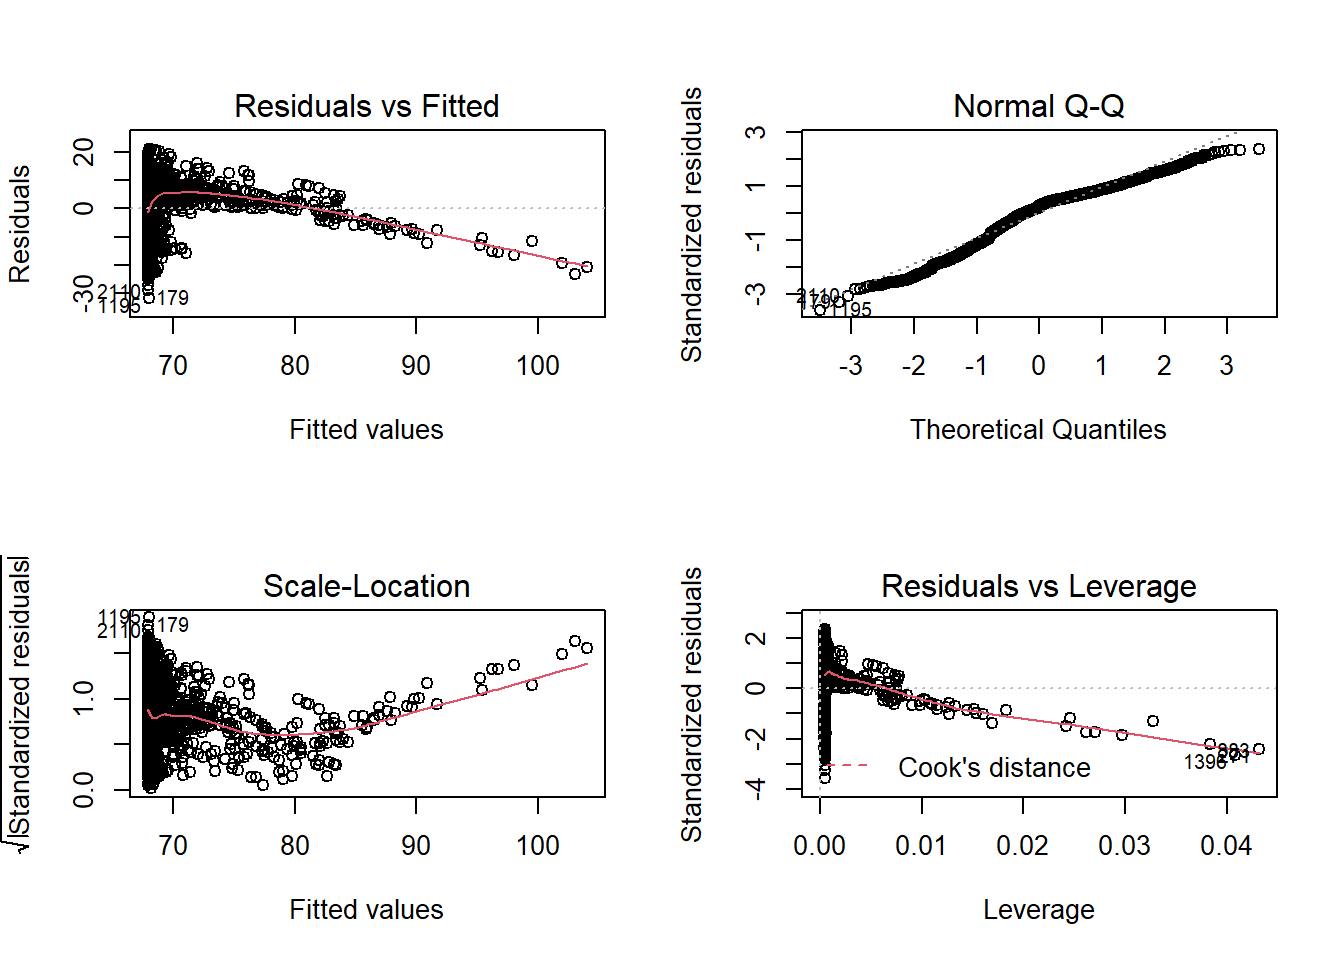 Residuals vs Fitted
Residuals
20
0
-30
2110
179
1195
70 80 90 100
Fitted values
Normal Q-Q
Standardized residuals
3
1
-1
-3
2110
179
1195
-3 -2 -1 0 1 2 3
Theoretical Quantiles
Scale-Location
√|Standardized residuals|
1.0
0.0
1195
2110
179
70 80 90 100
Fitted values
Residuals vs Leverage
Standardized residuals
2
0
-2
-4
1396
Cook's distance
0.00 0.01 0.02 0.03 0.04
Leverage